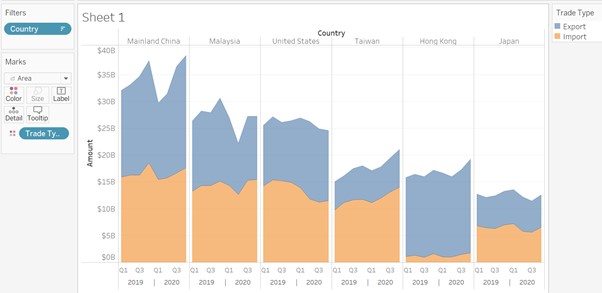 Filters
Country
Marks
Area
Color
Size
Label
Detail
Tooltip
Trade Ty..
Sheet 1
Country
Mainland China
Malaysia
United States
Taiwan
Hong Kong
Japan
Amount
$40B
$35B
$30B
$25B
$20B
$15B
$10B
$5B
$0B
Q1 Q3 Q1 Q3 Q1 Q3 Q1 Q3 Q1 Q3 Q1 Q3 Q1 Q3 Q1 Q3 Q1 Q3 Q1 Q3 Q1 Q3 Q1 Q3
2019 | 2020 2019 | 2020 2019 | 2020 2019 | 2020 2019 | 2020 2019 | 2020
Trade Type
Export
Import